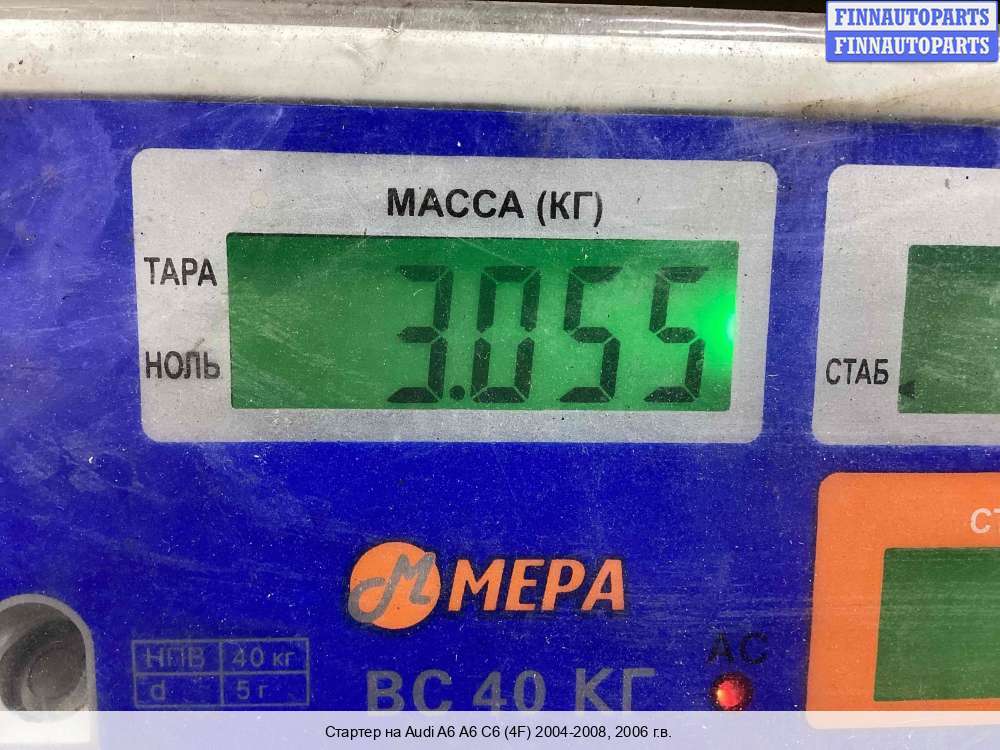 FINNAUTOPARTS
FINNAUTOPARTS
МАССА (КГ)
ТАРА
3.055
НОЛЬ
СТАБ
СТ
МЕРА
АС
НПВ 40 кг
d 5 г
ВС 40 КГ
Стартер на Audi A6 A6 C6 (4F) 2004-2008, 2006 г.в.